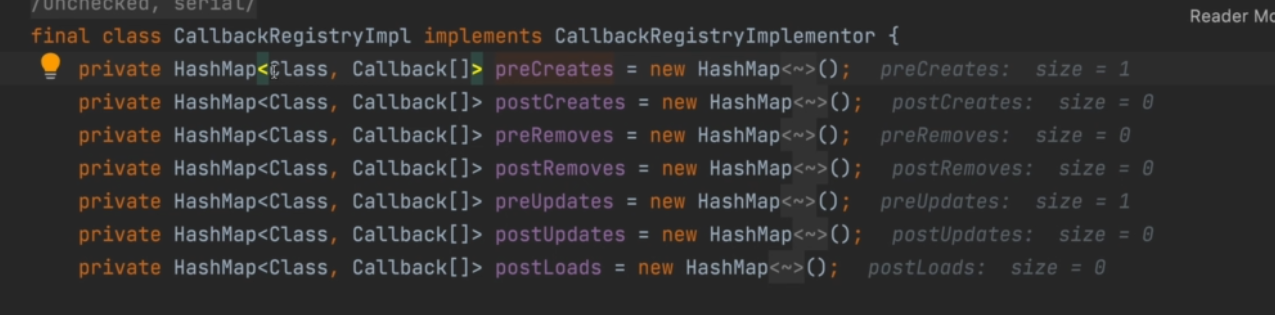 /unchecked, serial/
Reader Mo
final class CallbackRegistryImpl implements CallbackRegistryImplementor {
private HashMap<Class, Callback[]> preCreates = new HashMap<~>(); preCreates: size = 1
private HashMap<Class, Callback[]> postCreates = new HashMap<~>(); postCreates: size = 0
private HashMap<Class, Callback[]> preRemoves = new HashMap<~>(); preRemoves: size = 0
private HashMap<Class, Callback[]> postRemoves = new HashMap<~>(); postRemoves: size = 0
private HashMap<Class, Callback[]> preUpdates = new HashMap<~>(); preUpdates: size = 1
private HashMap<Class, Callback[]> postUpdates = new HashMap<~>(); postUpdates: size = 0
private HashMap<Class, Callback[]> postLoads = new HashMap<~>(); postLoads: size = 0